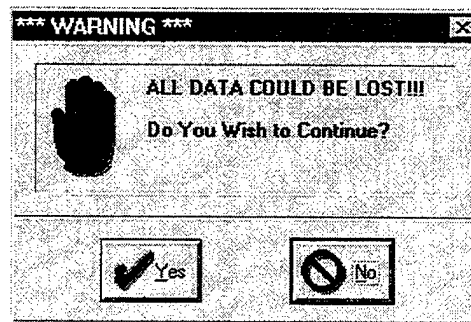 *** WARNING ***
ALL DATA COULD BE LOST!!!
Do You Wish to Continue?
Yes
No